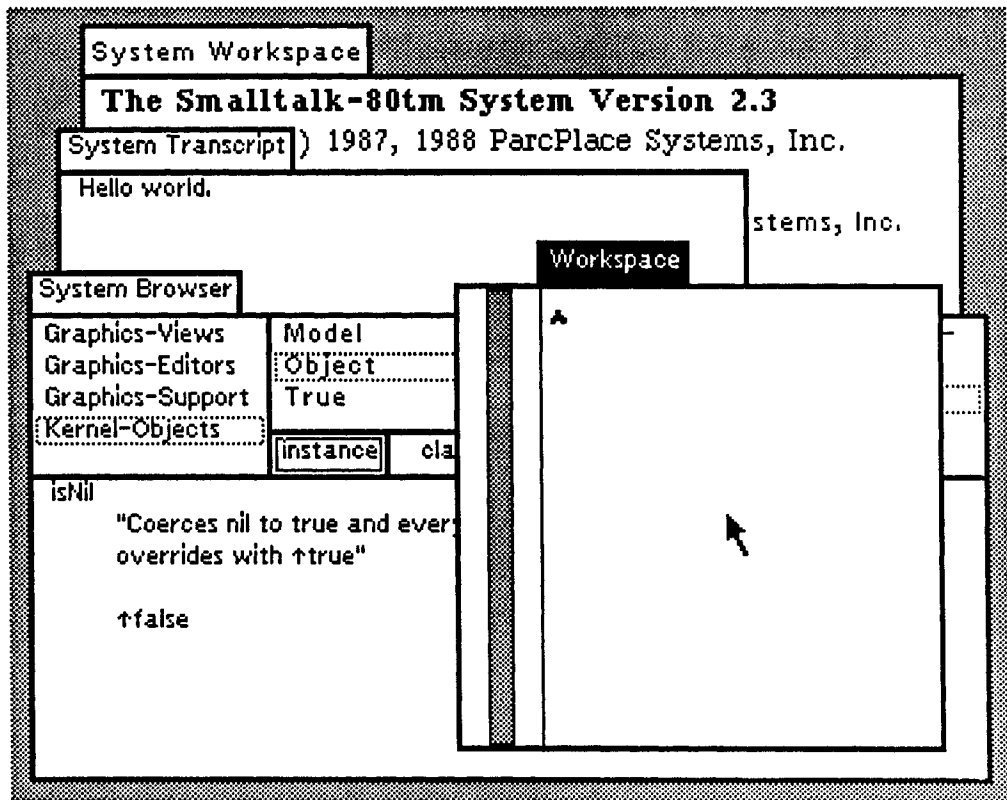 System Workspace
The Smalltalk-80tm System Version 2.3
) 1987, 1988 ParcPlace Systems, Inc.
System Transcript
Hello world.
stems, Inc.
Workspace
System Browser
Graphics-Views
Graphics-Editors
Graphics-Support
Kernel-Objects
Model
Object
True
instance
cla
isNil
"Coerces nil to true and every
overrides with ↑true"
↑false